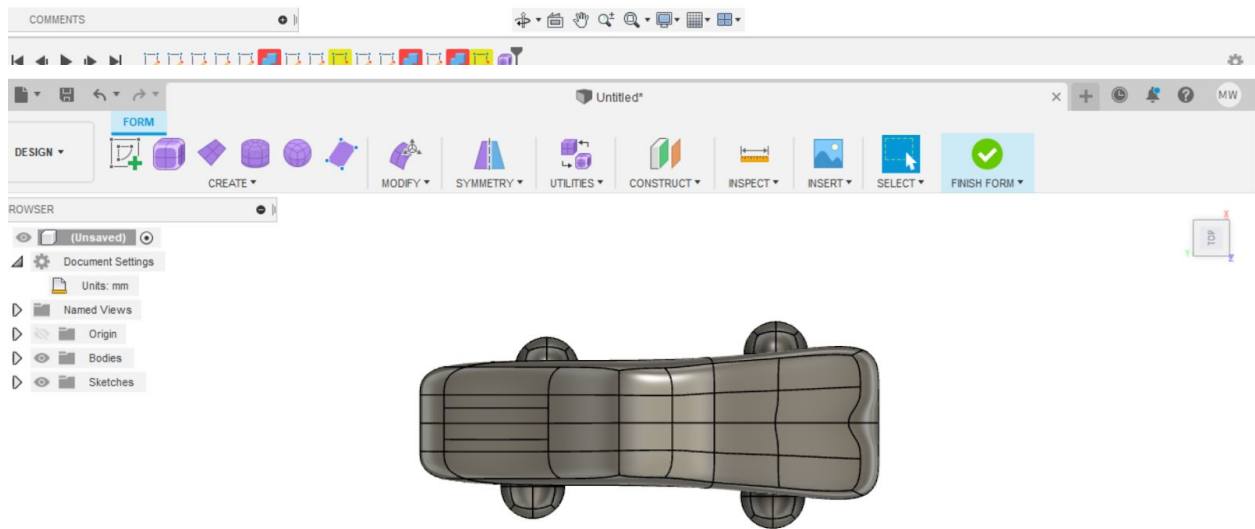 COMMENTS
Untitled*
MW
FORM
DESIGN
CREATE
MODIFY
SYMMETRY
UTILITIES
CONSTRUCT
INSPECT
INSERT
SELECT
FINISH FORM
ROWSER
(Unsaved)
Document Settings
Units: mm
Named Views
Origin
Bodies
Sketches
X
TOP
Y
Z